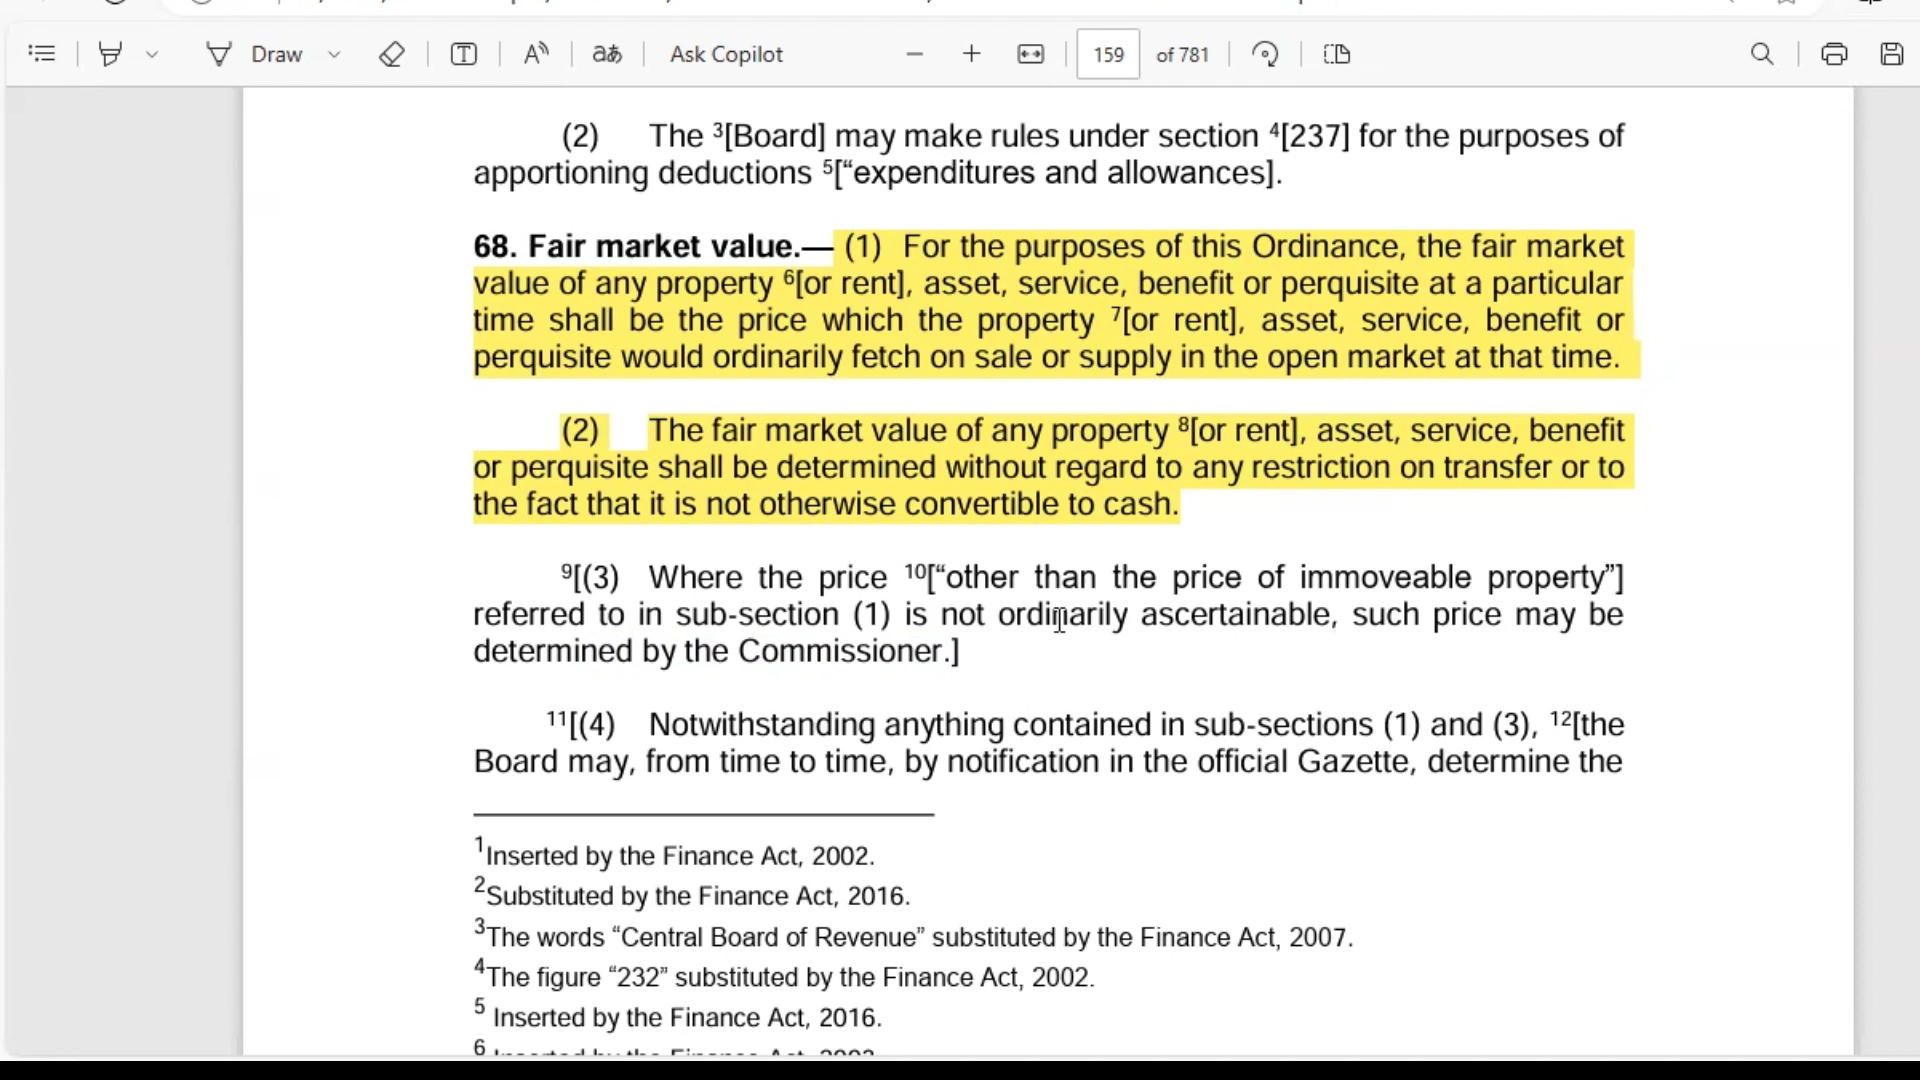 Draw
aあ
Ask Copilot
159 of 781
(2) The ³[Board] may make rules under section ⁴[237] for the purposes of
apportioning deductions ⁵[“expenditures and allowances].
68. Fair market value.— (1) For the purposes of this Ordinance, the fair market
value of any property ⁶[or rent], asset, service, benefit or perquisite at a particular
time shall be the price which the property ⁷[or rent], asset, service, benefit or
perquisite would ordinarily fetch on sale or supply in the open market at that time.
(2) The fair market value of any property ⁸[or rent], asset, service, benefit
or perquisite shall be determined without regard to any restriction on transfer or to
the fact that it is not otherwise convertible to cash.
⁹[(3) Where the price ¹⁰[“other than the price of immoveable property”]
referred to in sub-section (1) is not ordinarily ascertainable, such price may be
determined by the Commissioner.]
¹¹[(4) Notwithstanding anything contained in sub-sections (1) and (3), ¹²[the
Board may, from time to time, by notification in the official Gazette, determine the
¹Inserted by the Finance Act, 2002.
²Substituted by the Finance Act, 2016.
³The words “Central Board of Revenue” substituted by the Finance Act, 2007.
⁴The figure “232” substituted by the Finance Act, 2002.
⁵ Inserted by the Finance Act, 2016.
⁶ Inserted by the Finance Act,